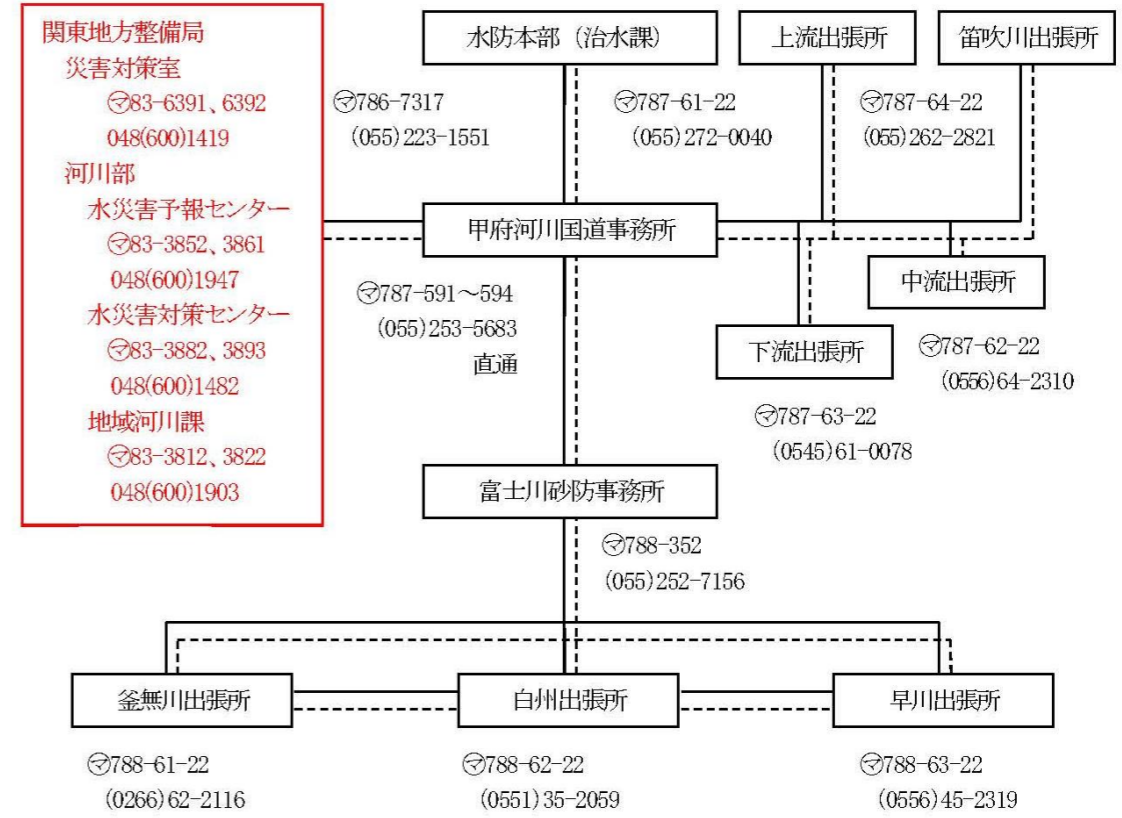 関東地方整備局
災害対策室
㋮83-6391、6392
048(600)1419
河川部
水災害予報センター
㋮83-3852、3861
048(600)1947
水災害対策センター
㋮83-3882、3893
048(600)1482
地域河川課
㋮83-3812、3822
048(600)1903
水防本部（治水課）
㋮786-7317
(055)223-1551
上流出張所
㋮787-61-22
(055)272-0040
笛吹川出張所
㋮787-64-22
(055)262-2821
甲府河川国道事務所
㋮787-591～594
(055)253-5683
直通
中流出張所
㋮787-62-22
(0556)64-2310
下流出張所
㋮787-63-22
(0545)61-0078
富士川砂防事務所
㋮788-352
(055)252-7156
釜無川出張所
㋮788-61-22
(0266)62-2116
白州出張所
㋮788-62-22
(0551)35-2059
早川出張所
㋮788-63-22
(0556)45-2319